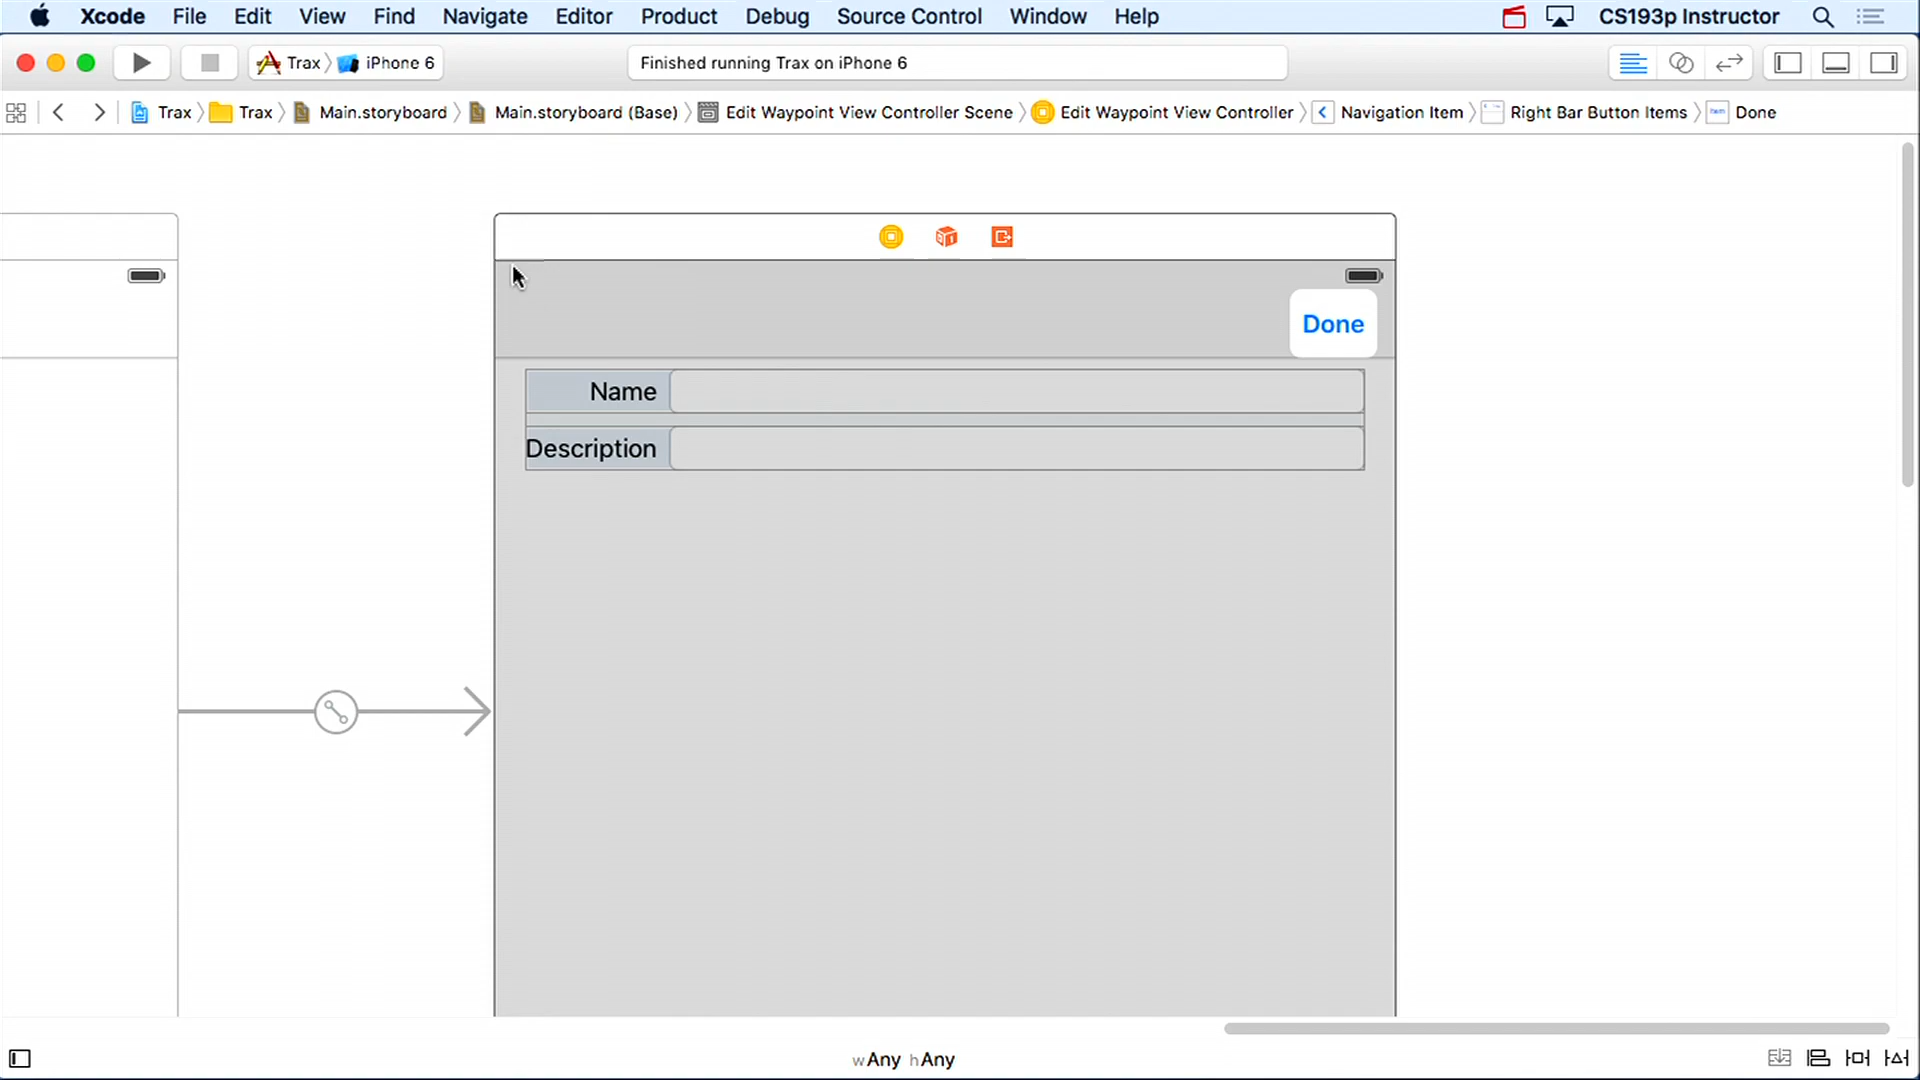 Xcode File Edit View Find Navigate Editor Product Debug Source Control Window Help CS193p Instructor
Trax iPhone 6 Finished running Trax on iPhone 6
Trax Trax Main.storyboard Main.storyboard (Base) Edit Waypoint View Controller Scene Edit Waypoint View Controller Navigation Item Right Bar Button Items Done
Done
Name
Description
wAny hAny